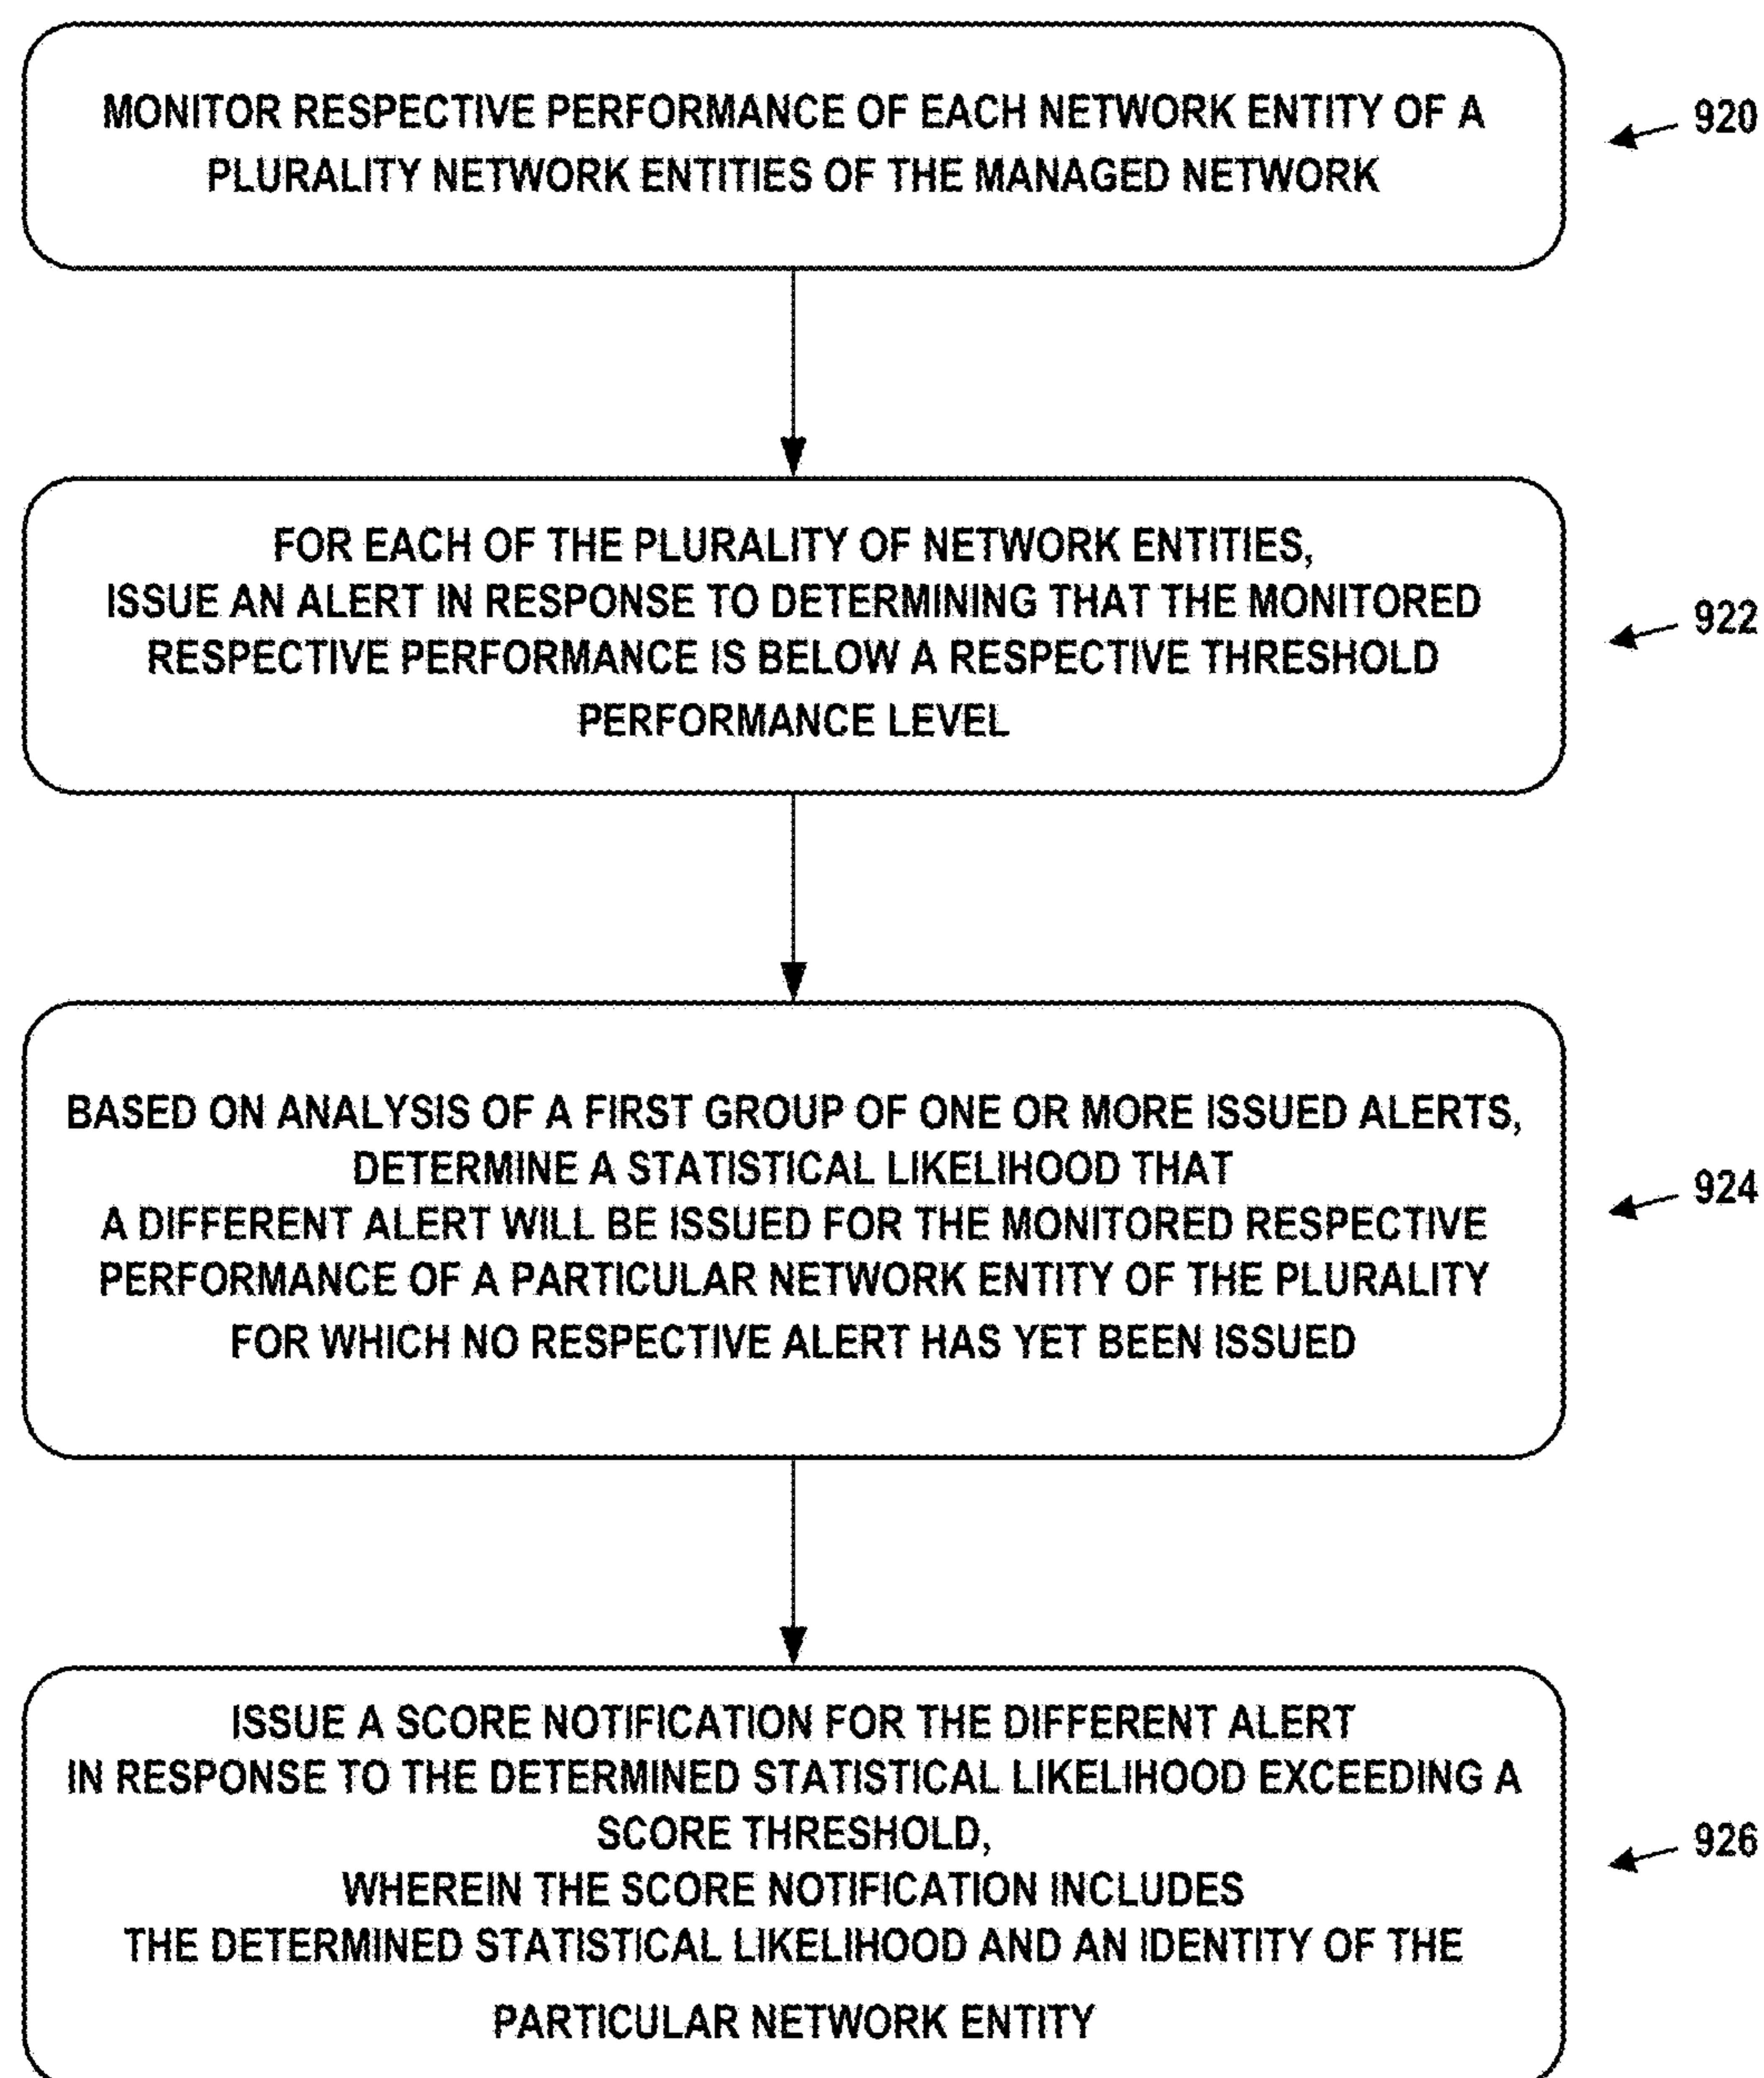 MONITOR RESPECTIVE PERFORMANCE OF EACH NETWORK ENTITY OF A
PLURALITY NETWORK ENTITIES OF THE MANAGED NETWORK
920
FOR EACH OF THE PLURALITY OF NETWORK ENTITIES,
ISSUE AN ALERT IN RESPONSE TO DETERMINING THAT THE MONITORED
RESPECTIVE PERFORMANCE IS BELOW A RESPECTIVE THRESHOLD
PERFORMANCE LEVEL
922
BASED ON ANALYSIS OF A FIRST GROUP OF ONE OR MORE ISSUED ALERTS,
DETERMINE A STATISTICAL LIKELIHOOD THAT
A DIFFERENT ALERT WILL BE ISSUED FOR THE MONITORED RESPECTIVE
PERFORMANCE OF A PARTICULAR NETWORK ENTITY OF THE PLURALITY
FOR WHICH NO RESPECTIVE ALERT HAS YET BEEN ISSUED
924
ISSUE A SCORE NOTIFICATION FOR THE DIFFERENT ALERT
IN RESPONSE TO THE DETERMINED STATISTICAL LIKELIHOOD EXCEEDING A
SCORE THRESHOLD,
WHEREIN THE SCORE NOTIFICATION INCLUDES
THE DETERMINED STATISTICAL LIKELIHOOD AND AN IDENTITY OF THE
PARTICULAR NETWORK ENTITY
926